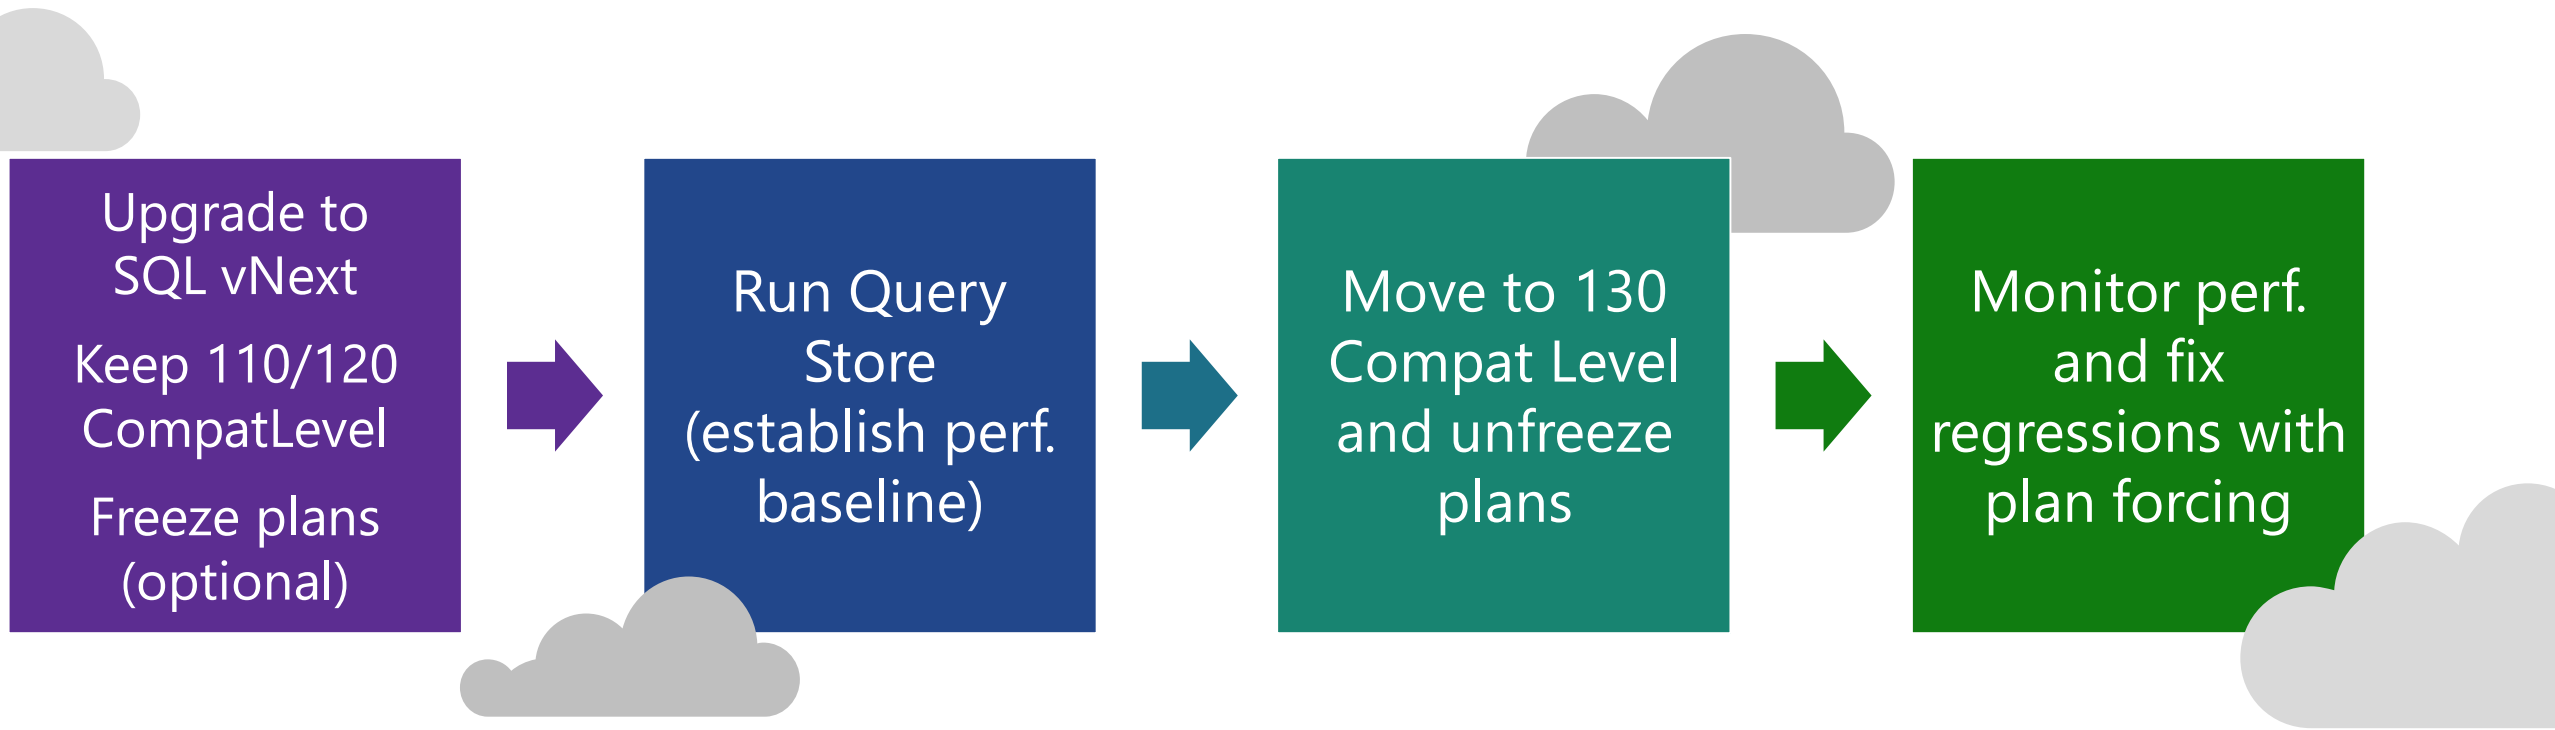 Upgrade to
SQL vNext
Keep 110/120
CompatLevel
Freeze plans
(optional)
Run Query
Store
(establish perf.
baseline)
Move to 130
Compat Level
and unfreeze
plans
Monitor perf.
and fix
regressions with
plan forcing